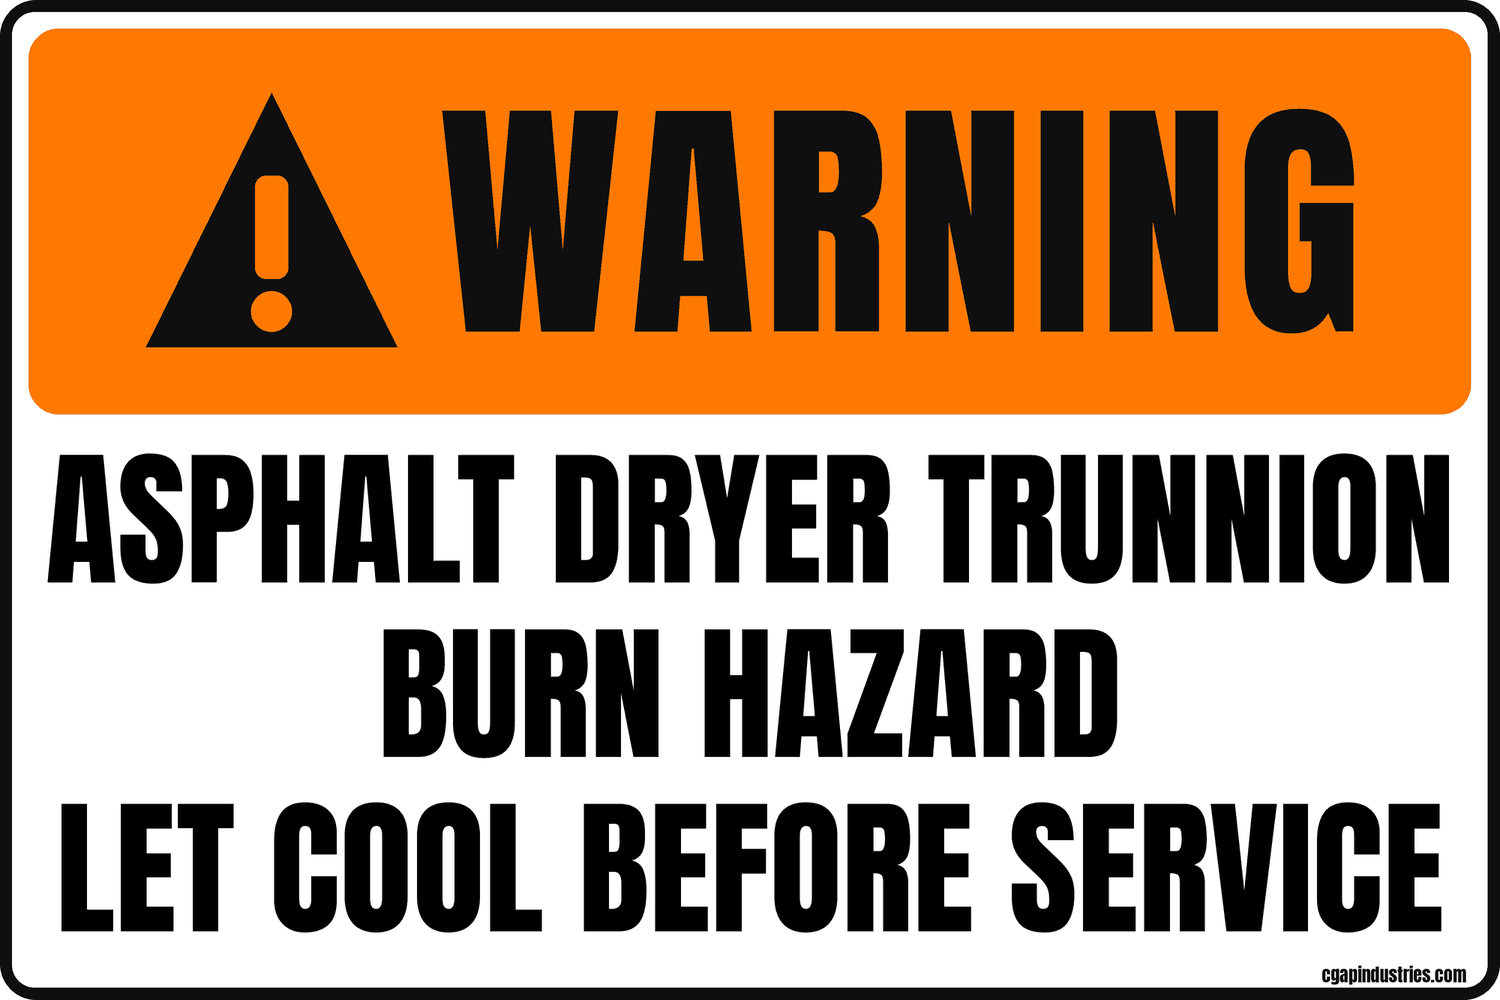 WARNING
ASPHALT DRYER TRUNNION
BURN HAZARD
LET COOL BEFORE SERVICE
cgapindustries.com